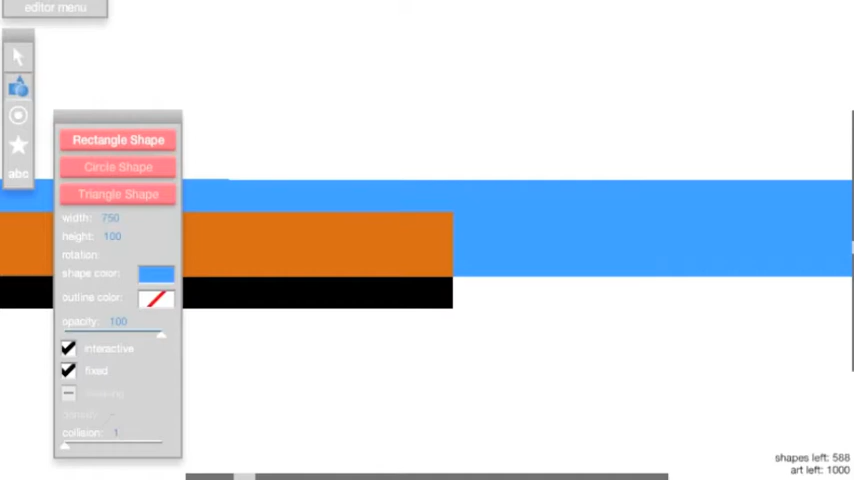 editor menu
abc
Rectangle Shape
Circle Shape
Triangle Shape
width: 750
height: 100
rotation:
shape color:
outline color:
opacity: 100
interactive
fixed
collision: 1
shapes left: 588
art left: 1000